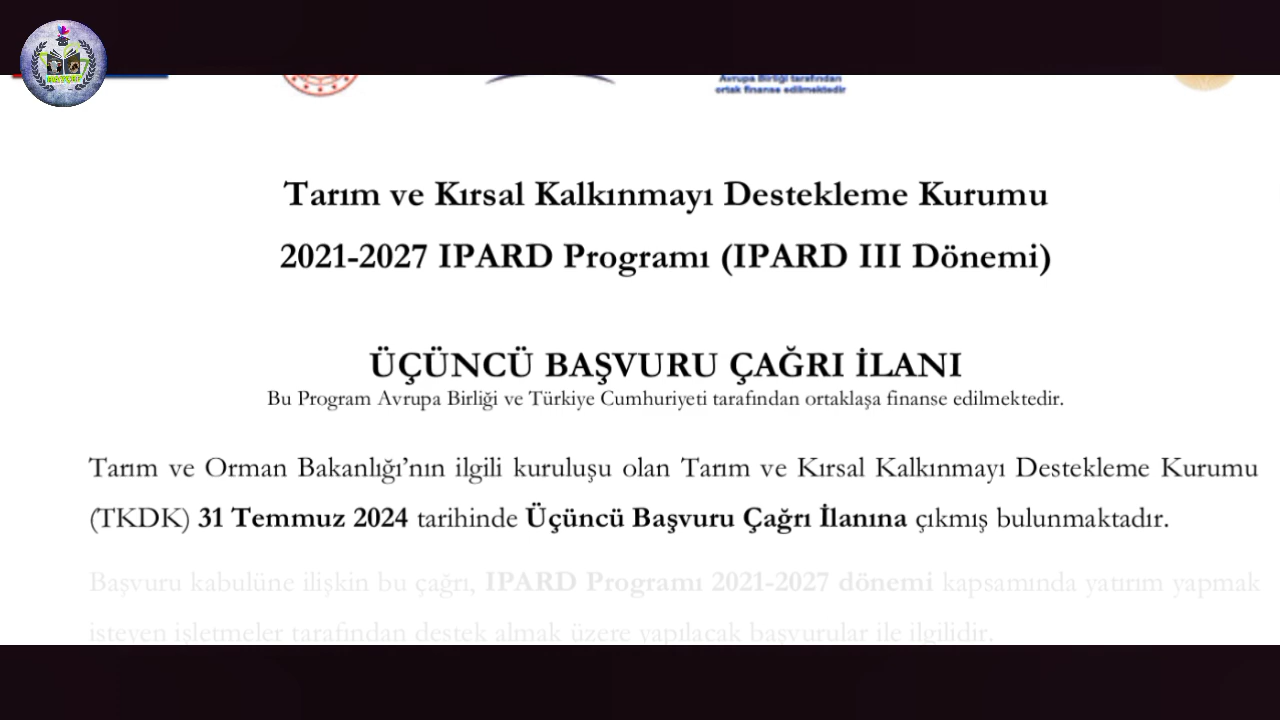 Avrupa Birliği tarafından
ortak finanse edilmektedir
Tarım ve Kırsal Kalkınmayı Destekleme Kurumu
2021-2027 IPARD Programı (IPARD III Dönemi)
ÜÇÜNCÜ BAŞVURU ÇAĞRI İLANI
Bu Program Avrupa Birliği ve Türkiye Cumhuriyeti tarafından ortaklaşa finanse edilmektedir.
Tarım ve Orman Bakanlığı’nın ilgili kuruluşu olan Tarım ve Kırsal Kalkınmayı Destekleme Kurumu
(TKDK) 31 Temmuz 2024 tarihinde Üçüncü Başvuru Çağrı İlanına çıkmış bulunmaktadır.
Başvuru kabulüne ilişkin bu çağrı, IPARD Programı 2021-2027 dönemi kapsamında yatırım yapmak
isteyen işletmeler tarafından destek almak üzere yapılacak başvurular ile ilgilidir.